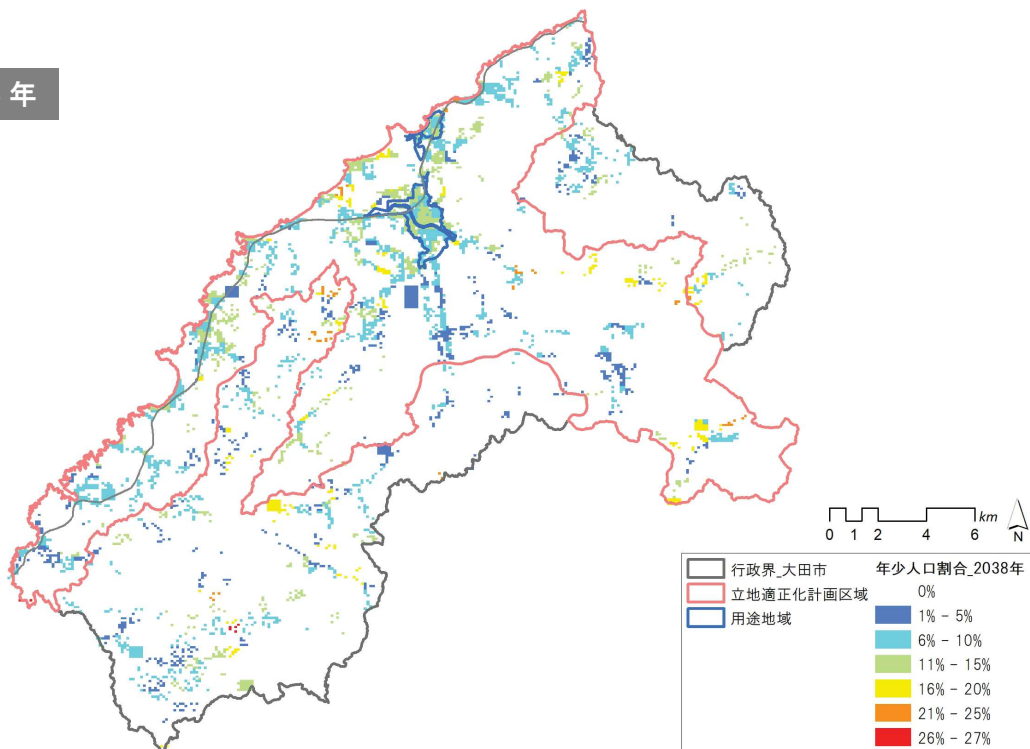 年
km
0 1 2 4 6
N
行政界_大田市
立地適正化計画区域
用途地域
年少人口割合_2038年
0%
1% - 5%
6% - 10%
11% - 15%
16% - 20%
21% - 25%
26% - 27%